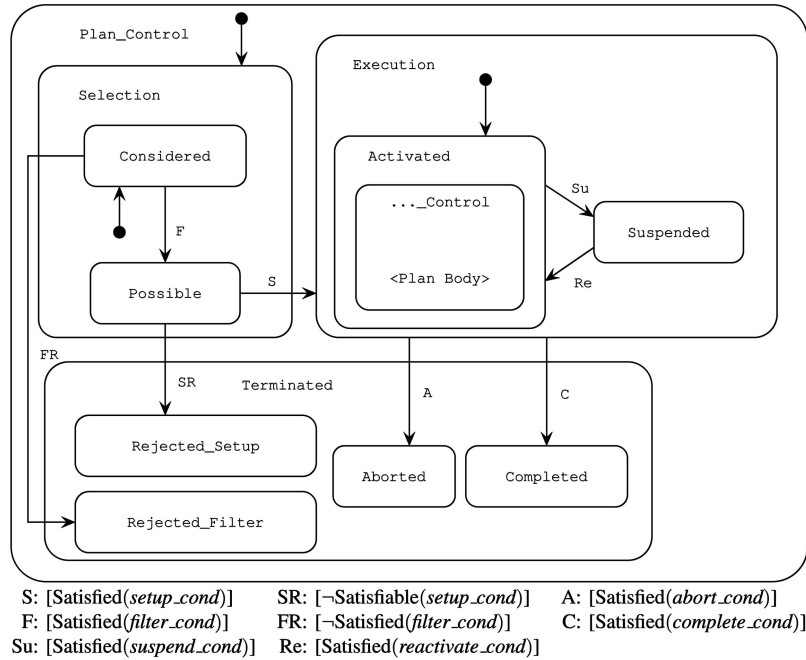 Plan_Control
Execution
Selection
Considered
Activated
..._Control
Su
Suspended
F
<Plan Body>
Possible
S
Re
FR
SR
Terminated
A
C
Rejected_Setup
Aborted
Completed
Rejected_Filter
S: [Satisfied(setup_cond)] SR: [¬Satisfiable(setup_cond)] A: [Satisfied(abort_cond)]
F: [Satisfied(filter_cond)] FR: [¬Satisfiable(filter_cond)] C: [Satisfied(complete_cond)]
Su: [Satisfied(suspend_cond)] Re: [Satisfied(reactivate_cond)]